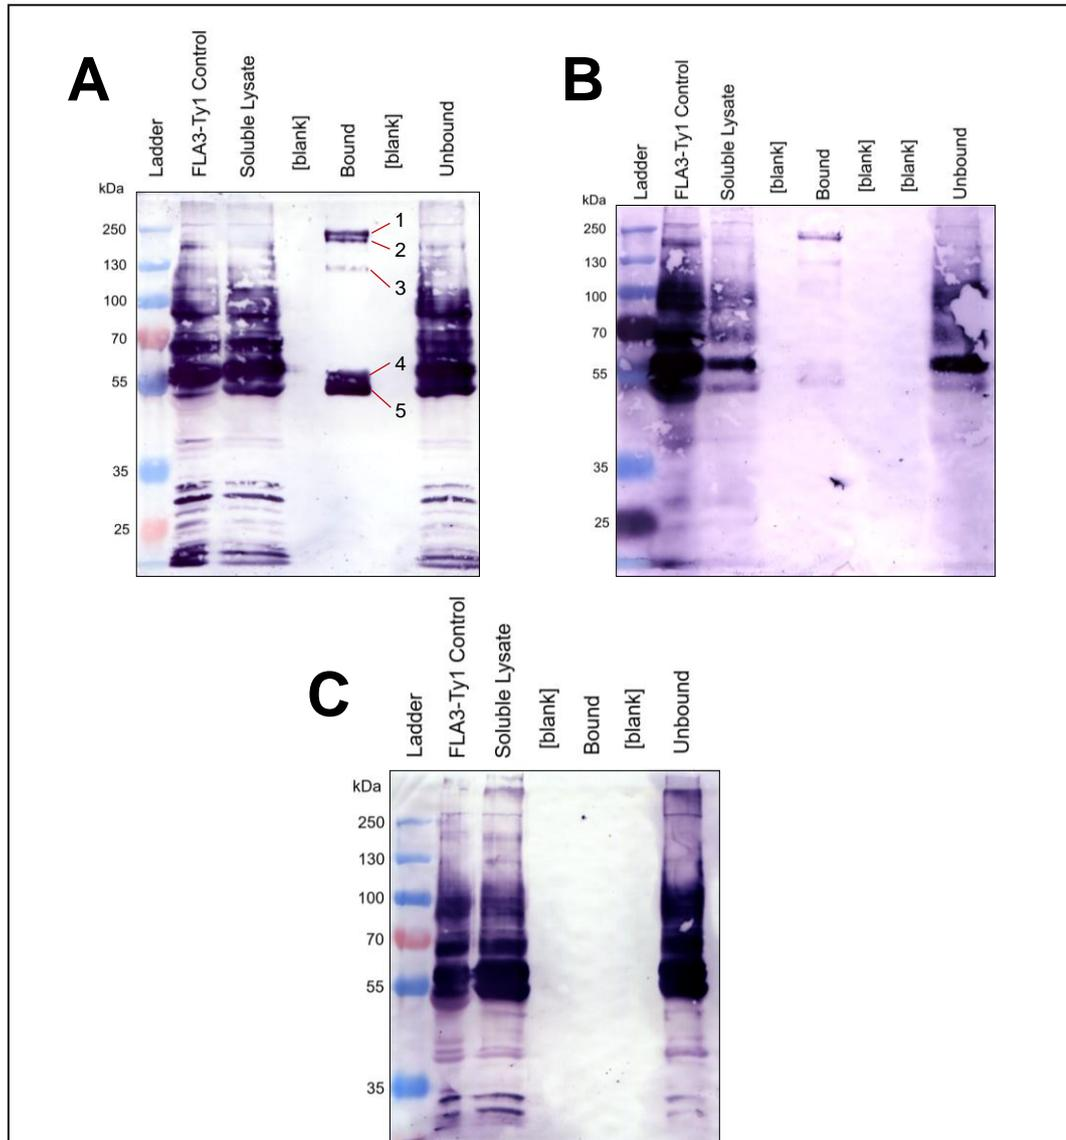 A
Ladder
FLA3-Ty1 Control
Soluble Lysate
[blank]
Bound
[blank]
Unbound
kDa
250
130
100
70
55
35
25
1
2
3
4
5
B
Ladder
FLA3-Ty1 Control
Soluble Lysate
[blank]
Bound
[blank]
[blank]
Unbound
kDa
250
130
100
70
55
35
25
C
Ladder
FLA3-Ty1 Control
Soluble Lysate
[blank]
Bound
[blank]
Unbound
kDa
250
130
100
70
55
35